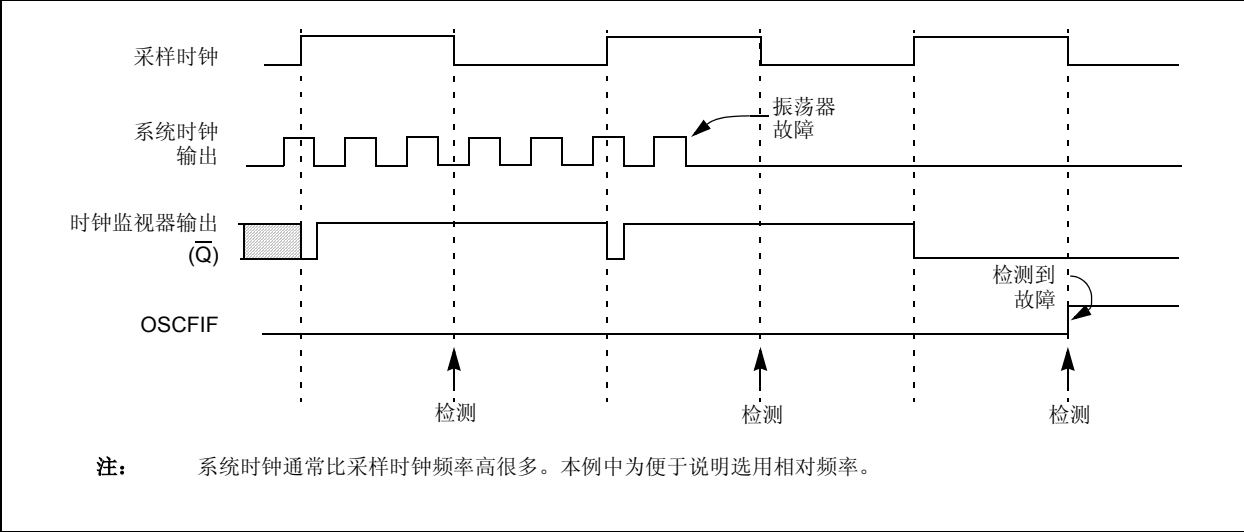 采样时钟
系统时钟
输出
振荡器
故障
时钟监视器输出
(Q̅)
检测到
故障
OSCFIF
检测
检测
检测
注： 系统时钟通常比采样时钟频率高很多。本例中为便于说明选用相对频率。